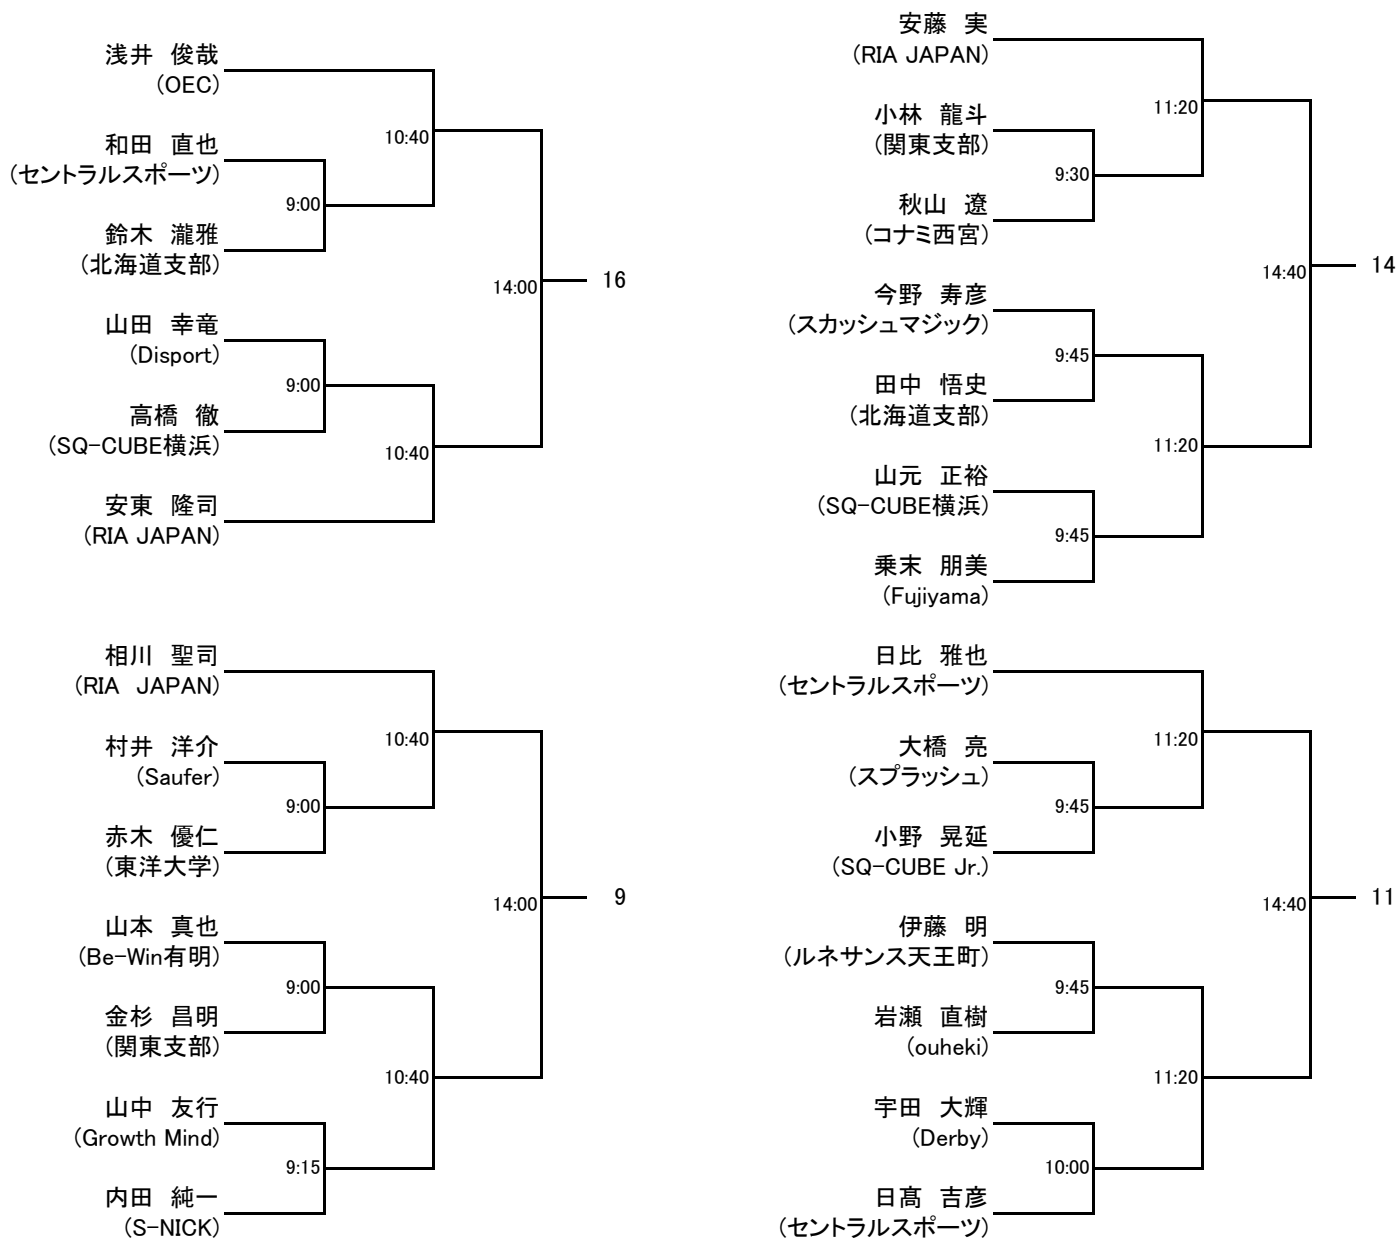 浅井　俊哉
(OEC)
10:40
和田　直也
(セントラルスポーツ)
9:00
鈴木　瀧雅
(北海道支部)
14:00
16
山田　幸竜
(Disport)
9:00
高橋　徹
(SQ-CUBE横浜)
10:40
安東　隆司
(RIA JAPAN)
安藤　実
(RIA JAPAN)
11:20
小林　龍斗
(関東支部)
9:30
秋山　遼
(コナミ西宮)
14:40
14
今野　寿彦
(スカッシュマジック)
9:45
田中　悟史
(北海道支部)
11:20
山元　正裕
(SQ-CUBE横浜)
9:45
乗末　朋美
(Fujiyama)
相川　聖司
(RIA　JAPAN)
10:40
村井　洋介
(Saufer)
9:00
赤木　優仁
(東洋大学)
14:00
9
山本　真也
(Be-Win有明)
9:00
金杉　昌明
(関東支部)
10:40
山中　友行
(Growth Mind)
9:15
内田　純一
(S-NICK)
日比　雅也
(セントラルスポーツ)
11:20
大橋　亮
(スプラッシュ)
9:45
小野　晃延
(SQ-CUBE Jr.)
14:40
11
伊藤　明
(ルネサンス天王町)
9:45
岩瀬　直樹
(ouheki)
11:20
宇田　大輝
(Derby)
10:00
日髙　吉彦
(セントラルスポーツ)